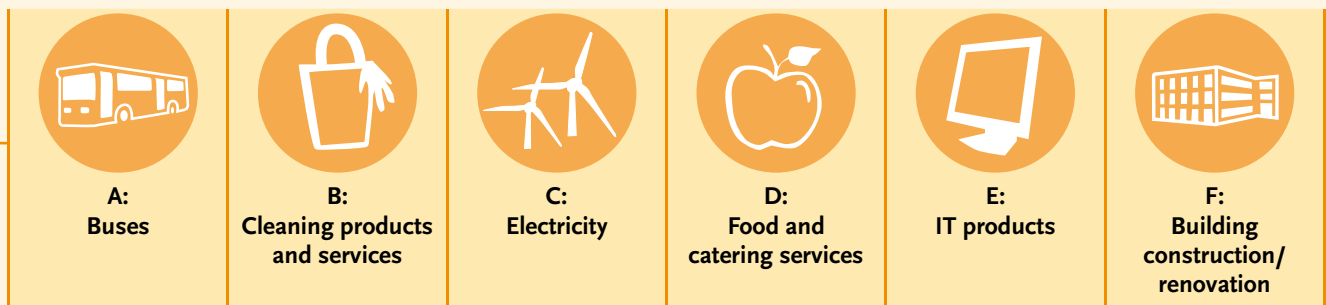 A:
Buses
B:
Cleaning products
and services
C:
Electricity
D:
Food and
catering services
E:
IT products
F:
Building
construction/
renovation